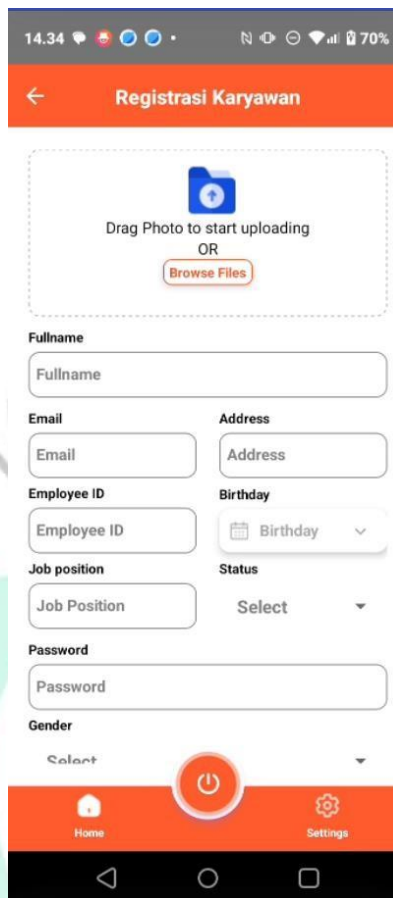 14.34 70%
Registrasi Karyawan
Drag Photo to start uploading
OR
Browse Files
Fullname
Fullname
Email Address
Email Address
Employee ID Birthday
Employee ID Birthday
Job position Status
Job Position Select
Password
Password
Gender
Select
Home Settings